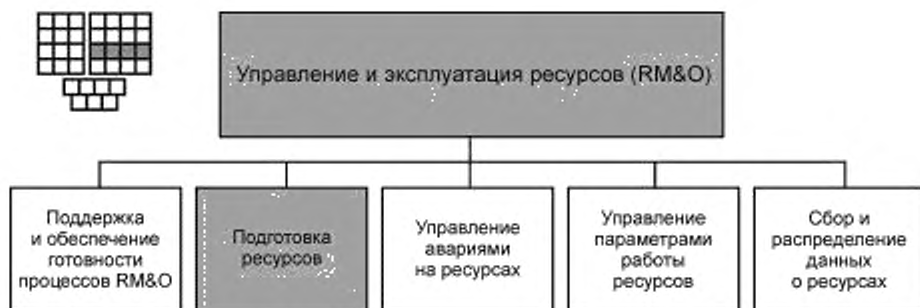 Управление и эксплуатация ресурсов (RM&O)
Поддержка
и обеспечение
готовности
процессов RM&O
Подготовка
ресурсов
Управление
авариями
на ресурсах
Управление
параметрами
работы
ресурсов
Сбор и
распределение
данных
о ресурсах